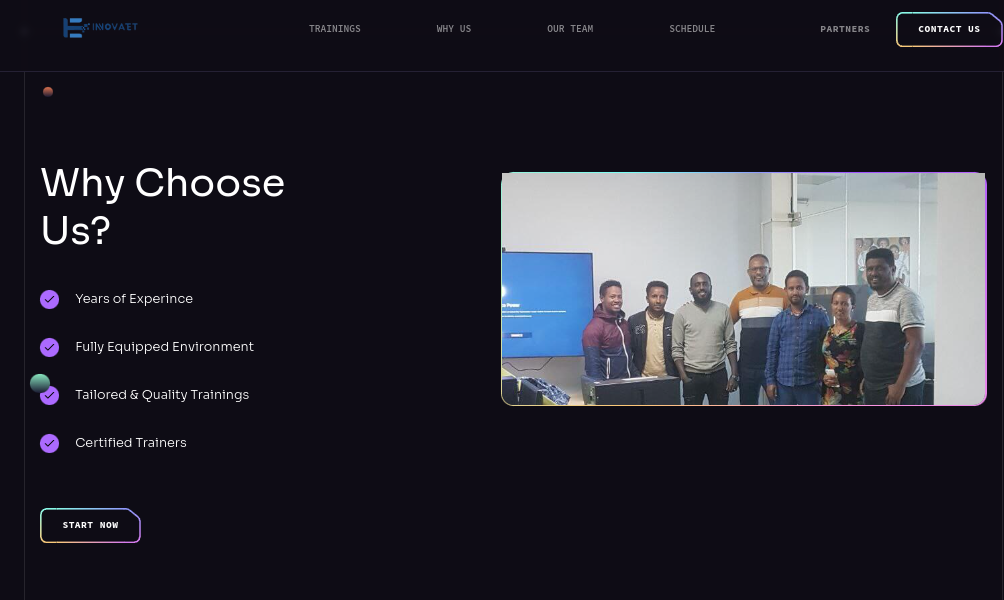 INNOVAET
TRAININGS
WHY US
OUR TEAM
SCHEDULE
PARTNERS
CONTACT US
Why Choose
Us?
Years of Experince
Fully Equipped Environment
Tailored & Quality Trainings
Certified Trainers
START NOW